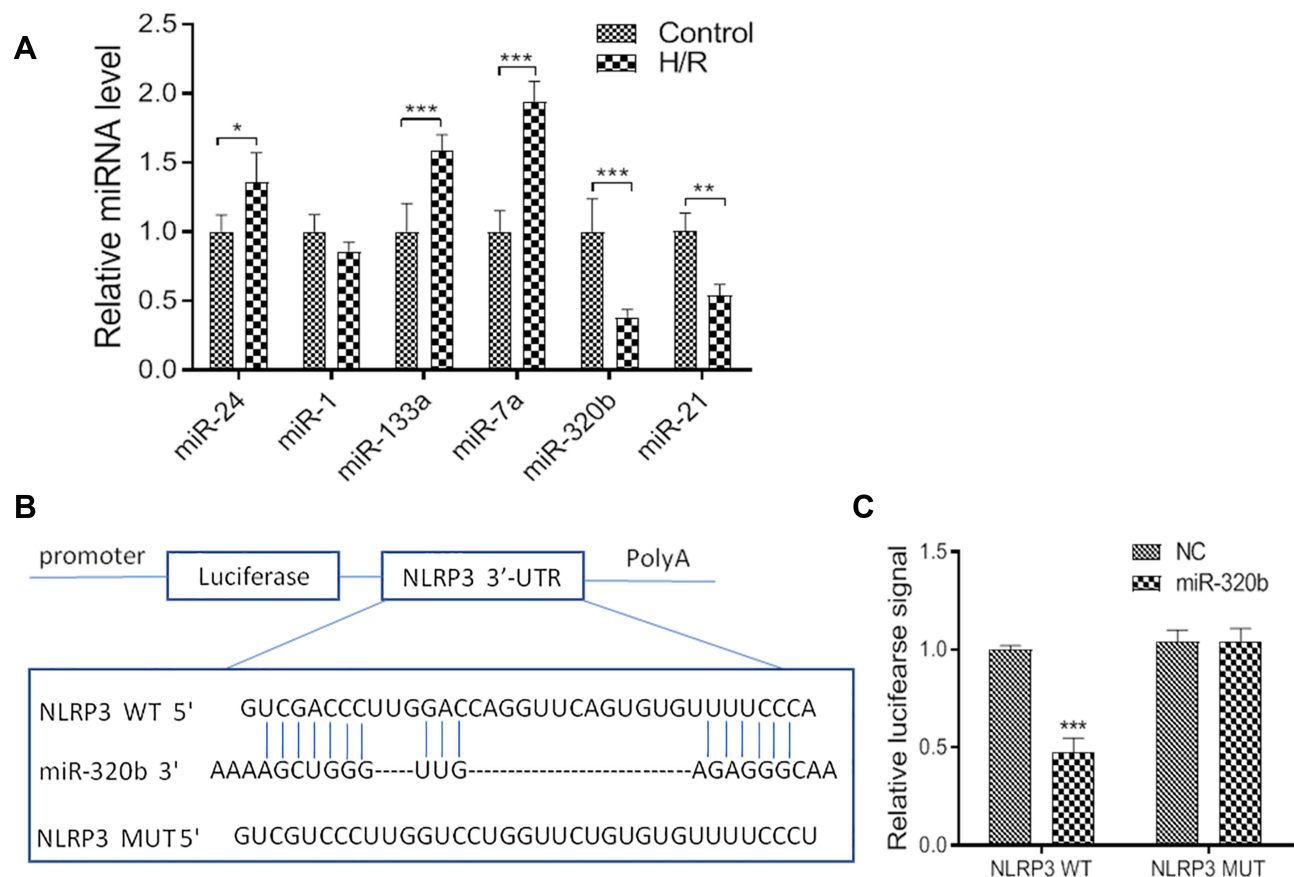 A
Relative miRNA level
2.5
2.0
1.5
1.0
0.5
0.0
Control
H/R
*
***
***
***
**
miR-24
miR-1
miR-133a
miR-7a
miR-320b
miR-21
B
promoter
Luciferase
NLRP3 3'-UTR
PolyA
NLRP3 WT 5' GUCGACCCUUGGACCAGGUUCAGUGUGUUUUCCCA
miR-320b 3' AAAAGCUGGG-----UUG-----------------------AGAGGGCAA
NLRP3 MUT 5' GUCGUCCCUUGGUCCUGGUUCUGUGUGUUUUCCCU
C
Relative lucifearse signal
1.5
1.0
0.5
0.0
NC
miR-320b
***
NLRP3 WT
NLRP3 MUT